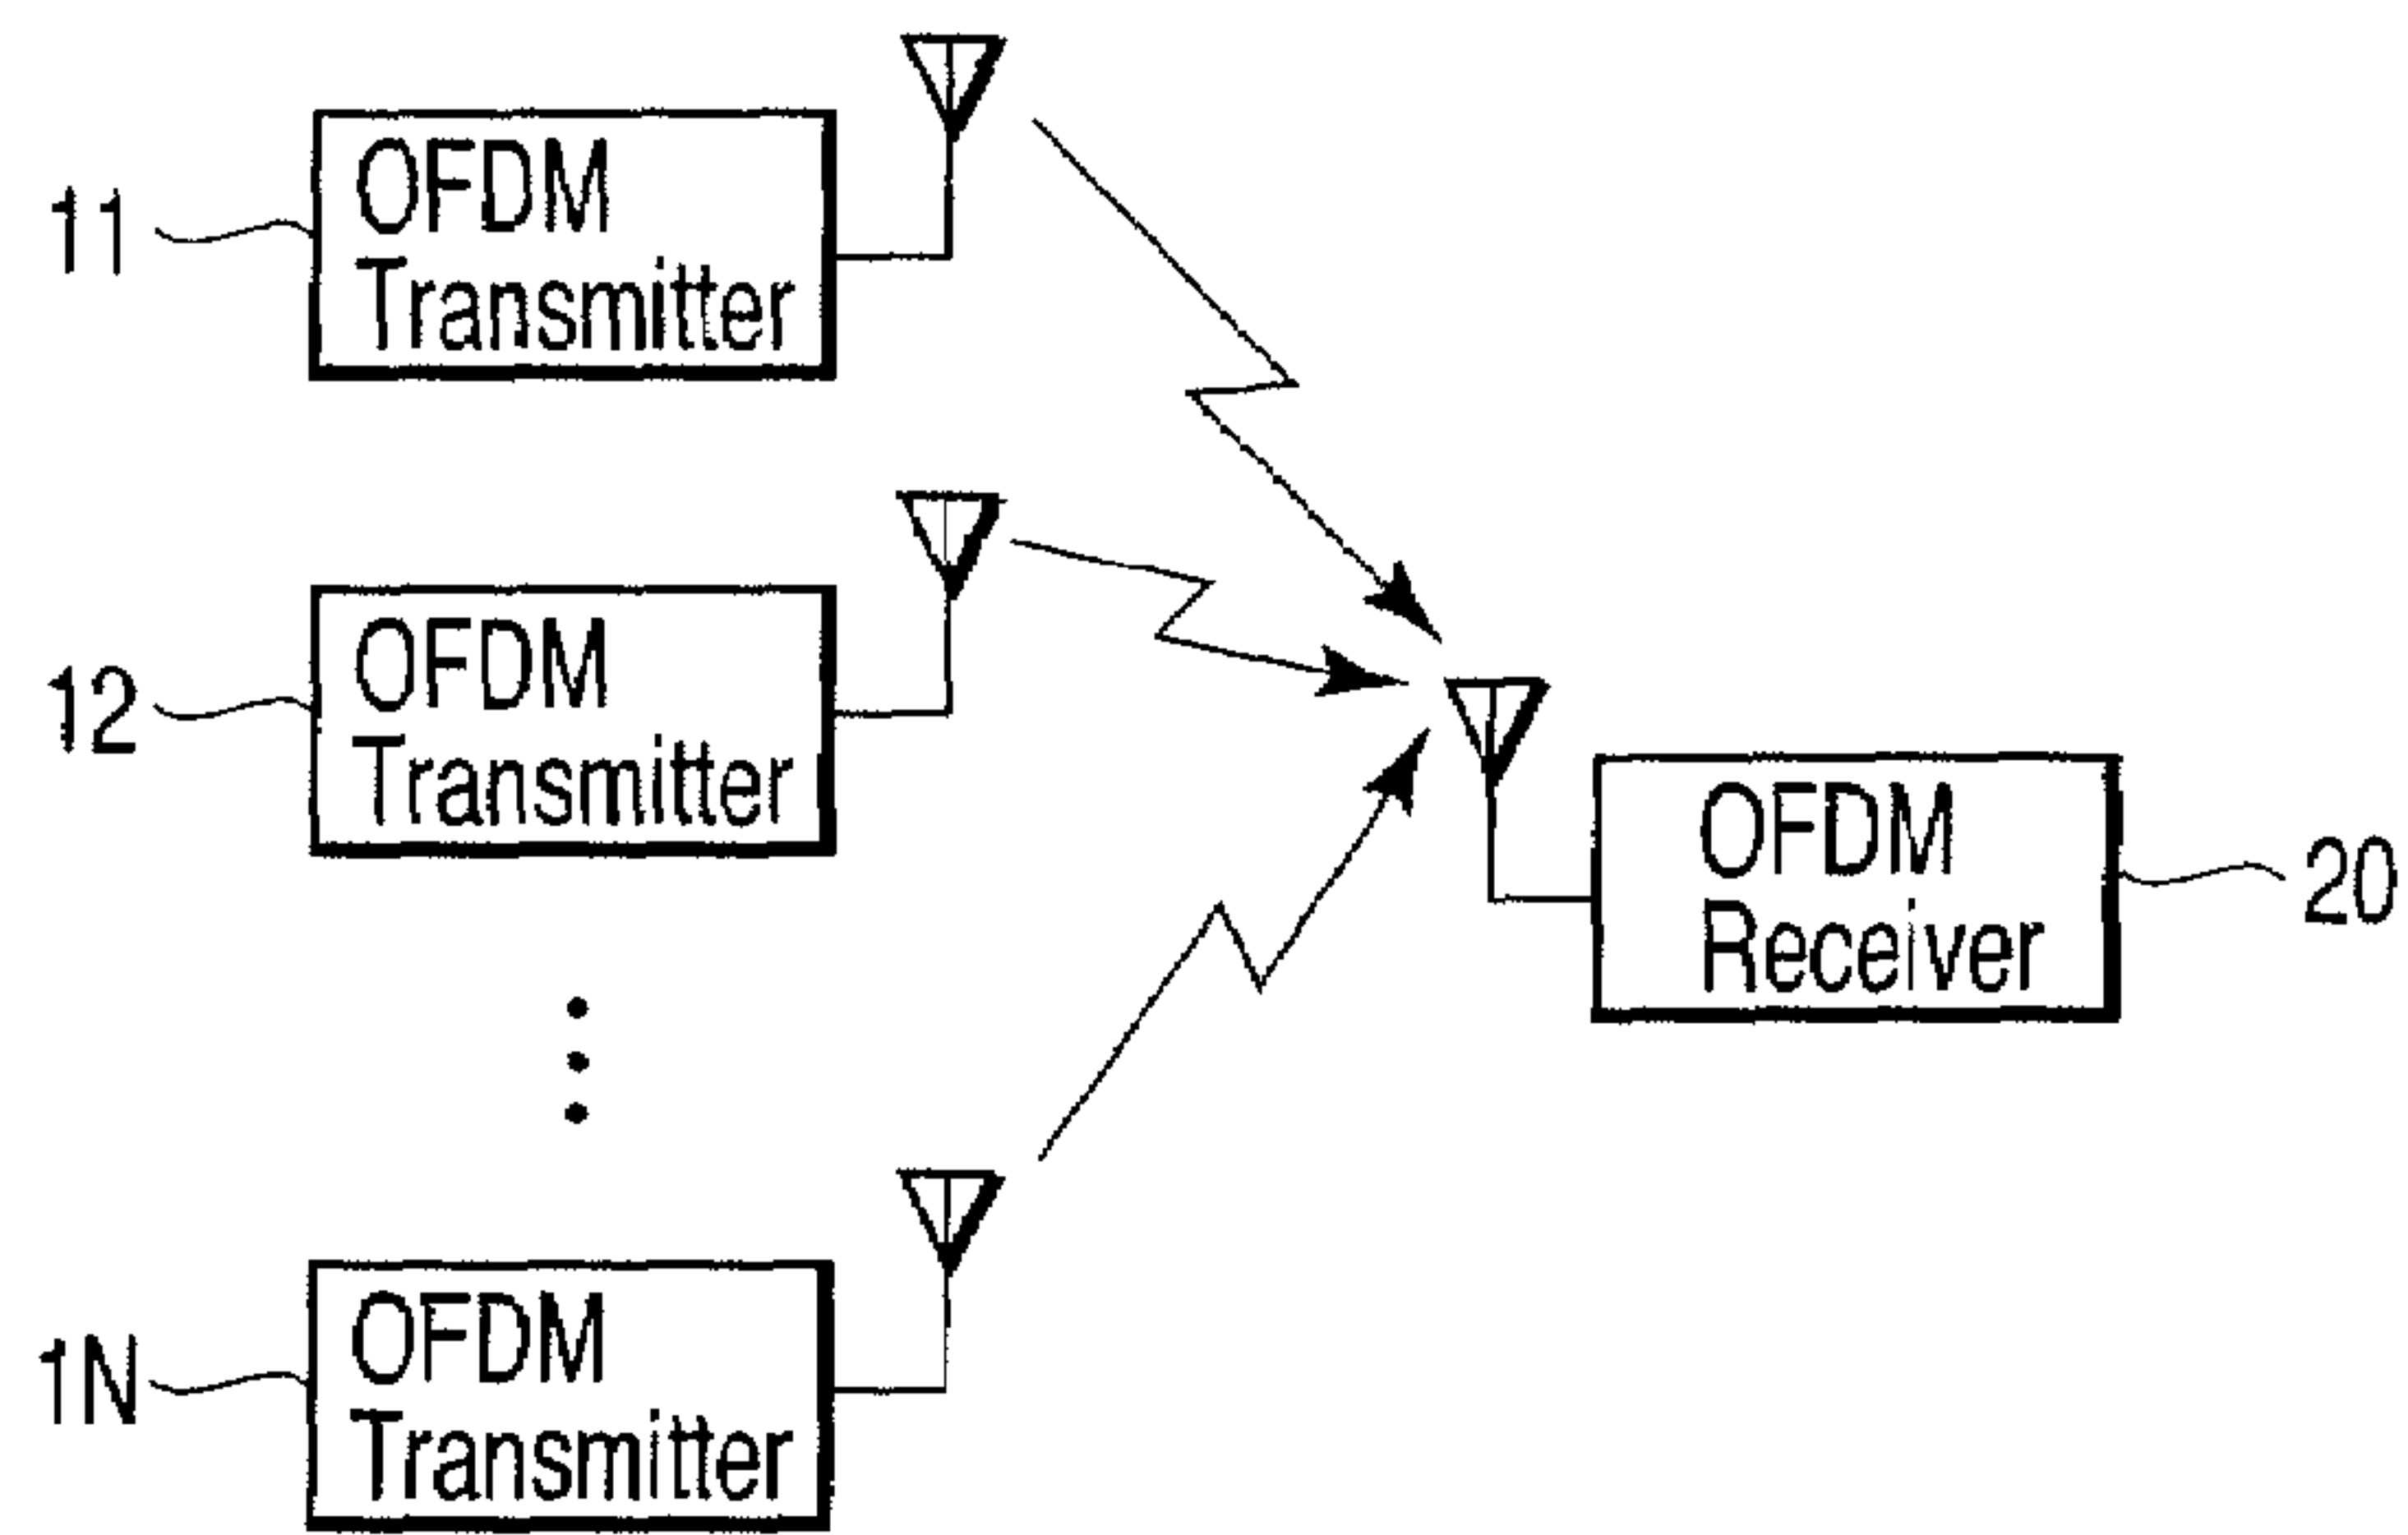 11
OFDM
Transmitter
12
OFDM
Transmitter
OFDM
Receiver
20
1N
OFDM
Transmitter